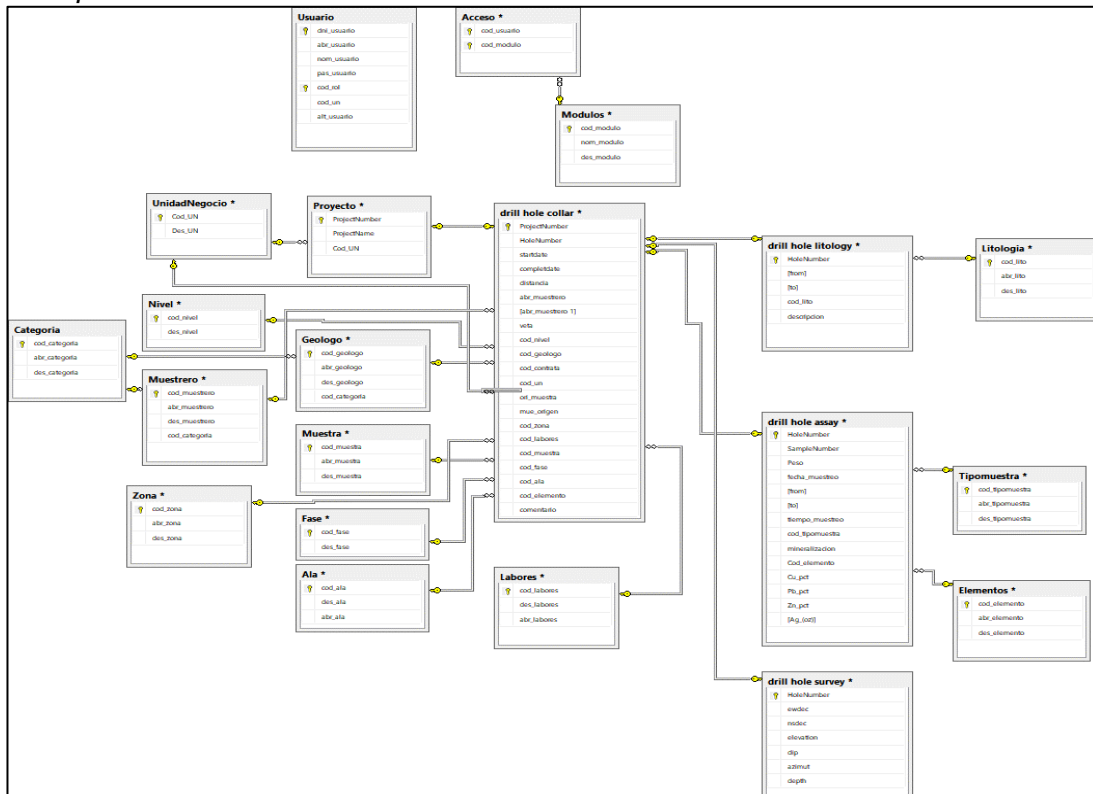 Usuario
dni_usuario
abr_usuario
nom_usuario
pas_usuario
cod_rol
cod_un
alt_usuario
Acceso *
cod_usuario
cod_modulo
Modulos *
cod_modulo
nom_modulo
des_modulo
UnidadNegocio *
Cod_UN
Des_UN
Proyecto *
ProjectNumber
ProjectName
Cod_UN
drill hole collar *
ProjectNumber
HoleNumber
startdate
completdate
distancia
abr_muestrero
[abr_muestrero 1]
veta
cod_nivel
cod_geologo
cod_contrata
cod_un
ori_muestra
mue_origen
cod_zona
cod_labores
cod_muestra
cod_fase
cod_ala
cod_elemento
comentario
drill hole litology *
HoleNumber
[from]
[to]
cod_lito
descripcion
Litologia *
cod_lito
abr_lito
des_lito
Nivel *
cod_nivel
des_nivel
Categoria
cod_categoria
abr_categoria
des_categoria
Geologo *
cod_geologo
abr_geologo
des_geologo
cod_categoria
Muestrero *
cod_muestrero
abr_muestrero
des_muestrero
cod_categoria
Muestra *
cod_muestra
abr_muestra
des_muestra
Zona *
cod_zona
abr_zona
des_zona
Fase *
cod_fase
des_fase
Ala *
cod_ala
des_ala
abr_ala
Labores *
cod_labores
des_labores
abr_labores
drill hole assay *
HoleNumber
SampleNumber
Peso
fecha_muestreo
[from]
[to]
tiempo_muestreo
cod_tipomuestra
mineralizacion
Cod_elemento
Cu_pct
Pb_pct
Zn_pct
[Ag_(oz)]
Tipomuestra *
cod_tipomuestra
abr_tipomuestra
des_tipomuestra
Elementos *
cod_elemento
abr_elemento
des_elemento
drill hole survey *
HoleNumber
ewdec
nsdec
elevation
dip
azimut
depth